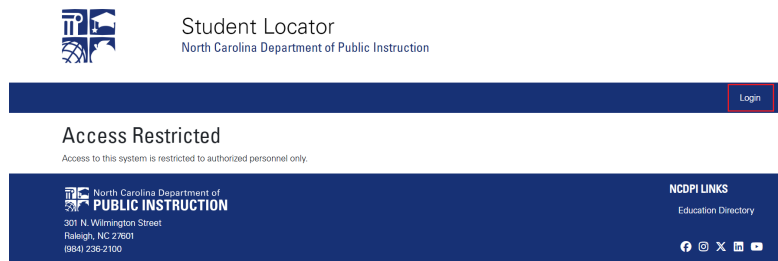 Student Locator
North Carolina Department of Public Instruction
Login
Access Restricted
Access to this system is restricted to authorized personnel only.
North Carolina Department of
PUBLIC INSTRUCTION
301 N. Wilmington Street
Raleigh, NC 27601
(984) 236-2100
NCDPI LINKS
Education Directory